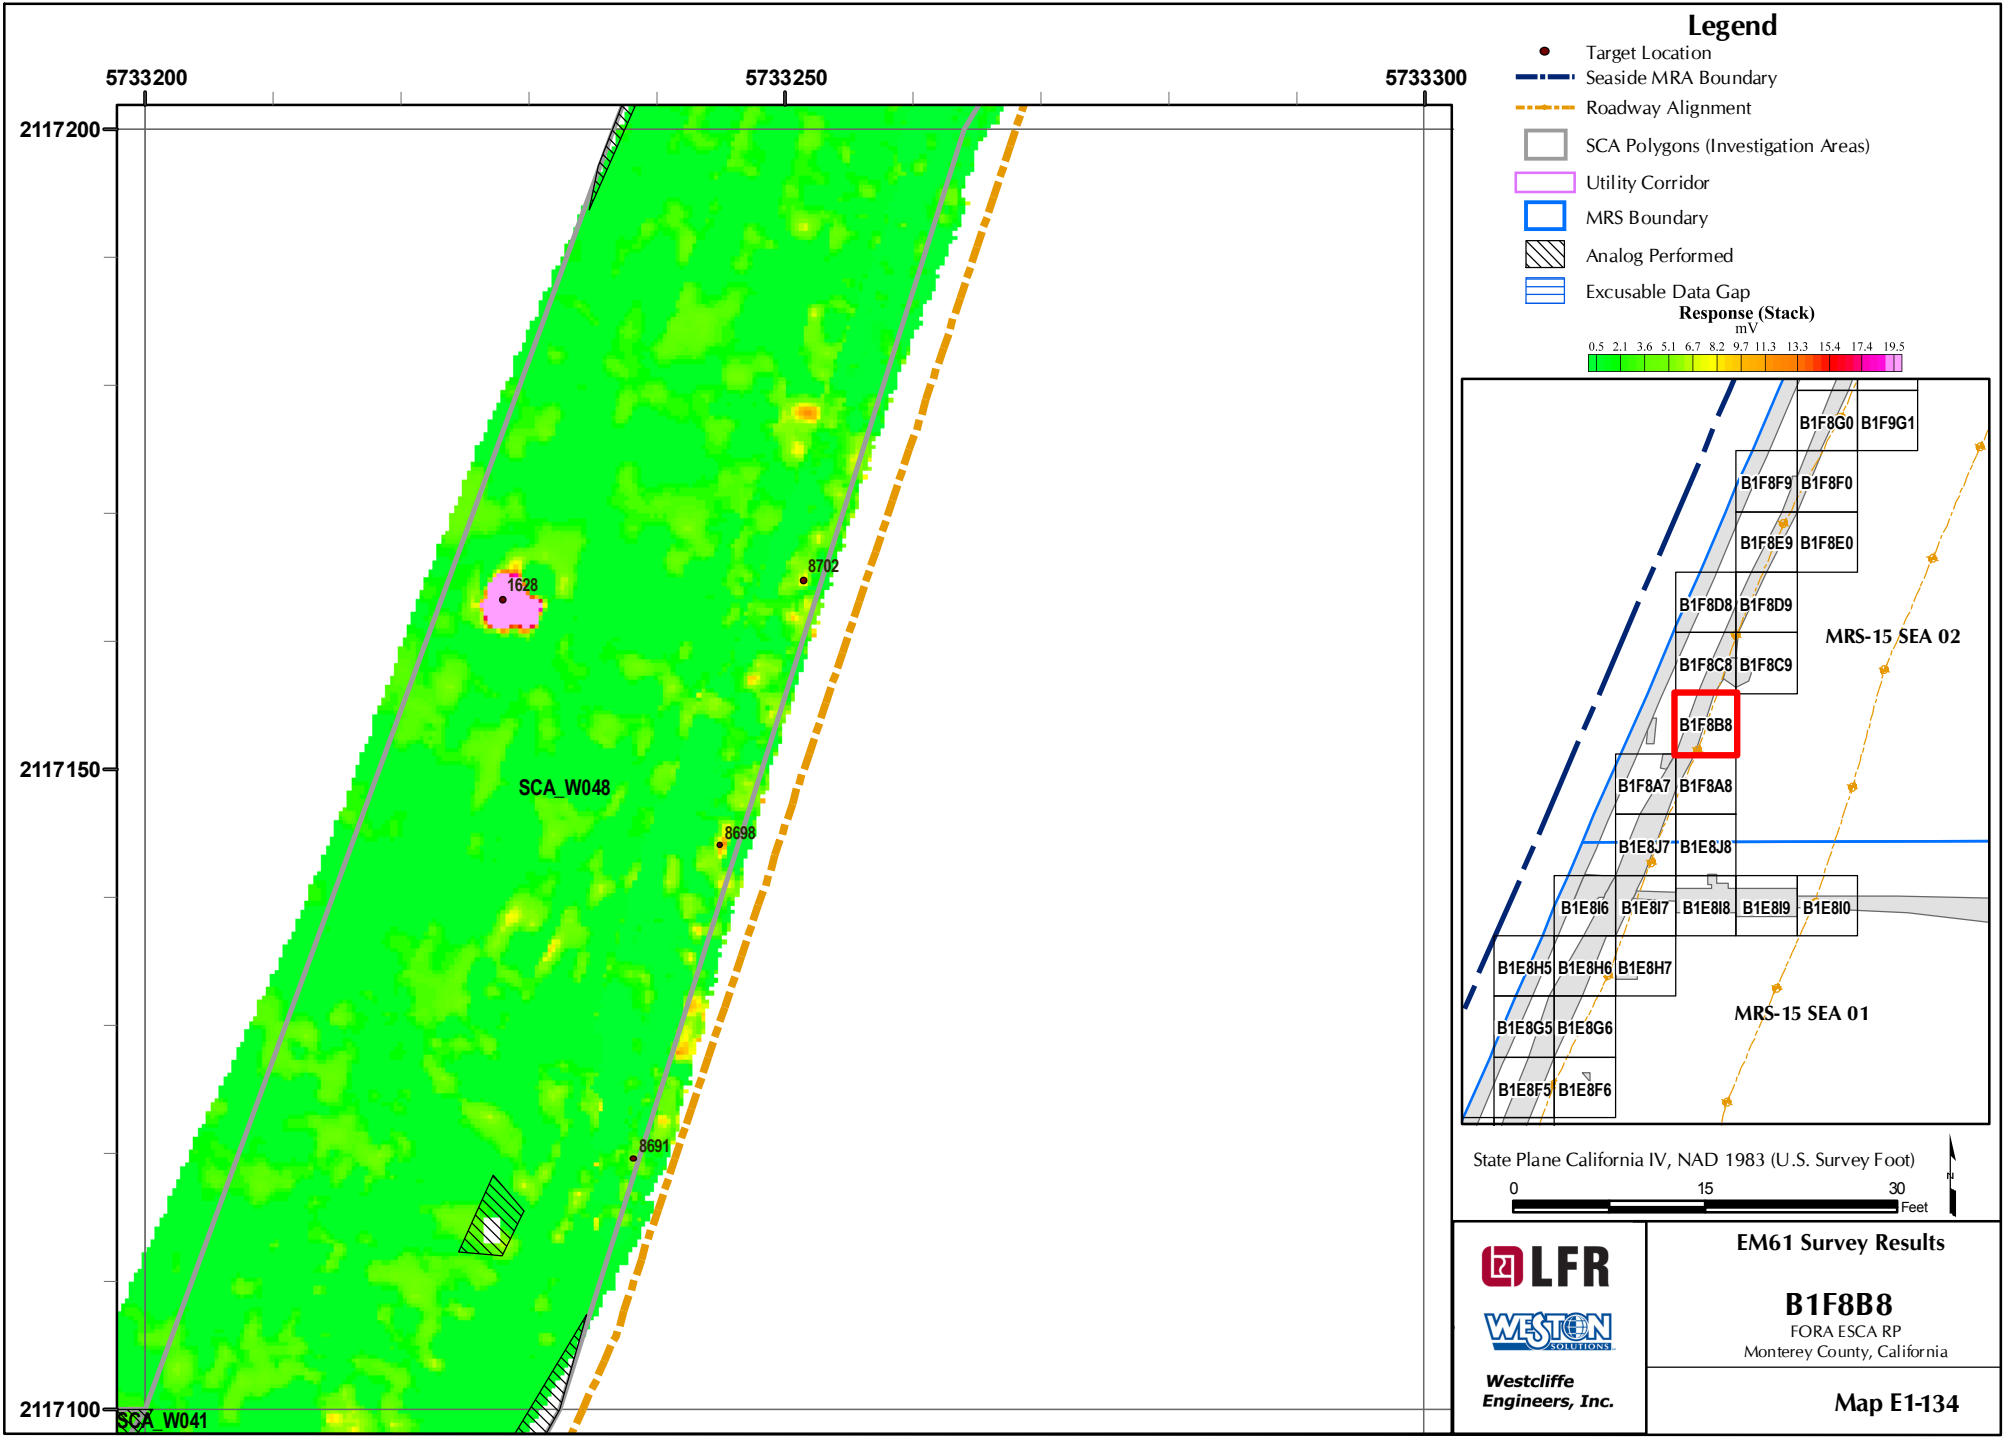 5733200
5733250
5733300
2117200
2117150
2117100
1628
8702
SCA_W048
8698
8691
SCA_W041
Legend
Target Location
Seaside MRA Boundary
Roadway Alignment
SCA Polygons (Investigation Areas)
Utility Corridor
MRS Boundary
Analog Performed
Excusable Data Gap
Response (Stack)
mV
0.5 2.1 3.6 5.1 6.7 8.2 9.7 11.3 13.3 15.4 17.4 19.5
B1F8G0 B1F9G1
B1F8F9 B1F8F0
B1F8E9 B1F8E0
B1F8D8 B1F8D9
MRS-15 SEA 02
B1F8C8 B1F8C9
B1F8B8
B1F8A7 B1F8A8
B1E8J7 B1E8J8
B1E8I6 B1E8I7 B1E8I8 B1E8I9 B1E8I0
B1E8H5 B1E8H6 B1E8H7
MRS-15 SEA 01
B1E8G5 B1E8G6
B1E8F5 B1E8F6
State Plane California IV, NAD 1983 (U.S. Survey Foot)
N
0 15 30
Feet
LFR
WESTON
SOLUTIONS
Westcliffe
Engineers, Inc.
EM61 Survey Results
B1F8B8
FORA ESCA RP
Monterey County, California
Map E1-134